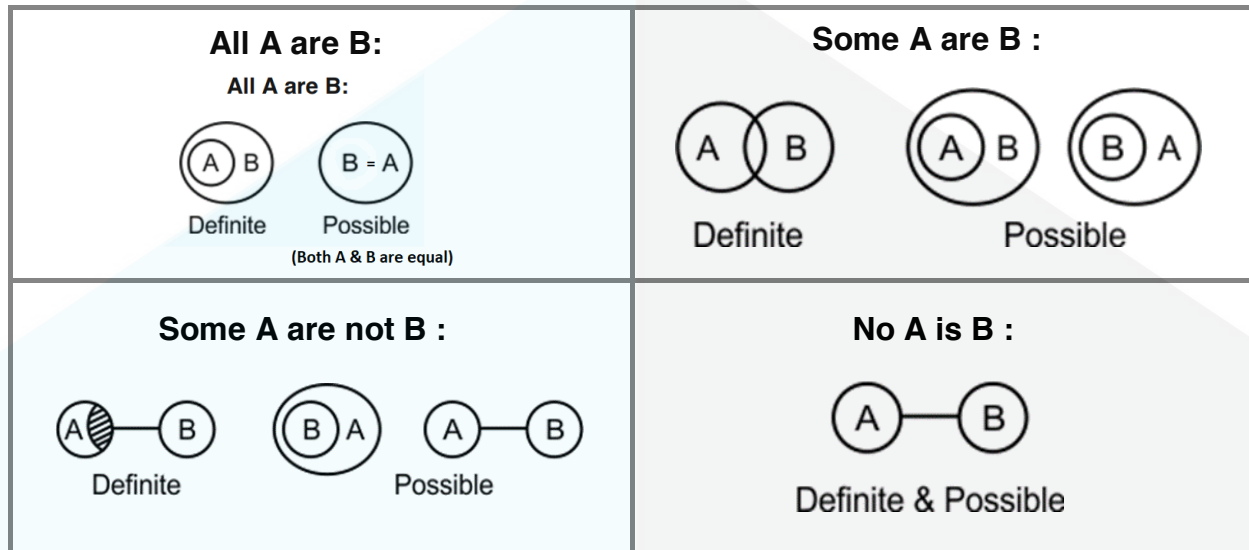 All A are B:
All A are B:
A B
B = A
Definite
Possible
(Both A & B are equal)
Some A are B :
A B
A B
B A
Definite
Possible
Some A are not B :
A B
B A
A B
Definite
Possible
No A is B :
A B
Definite & Possible